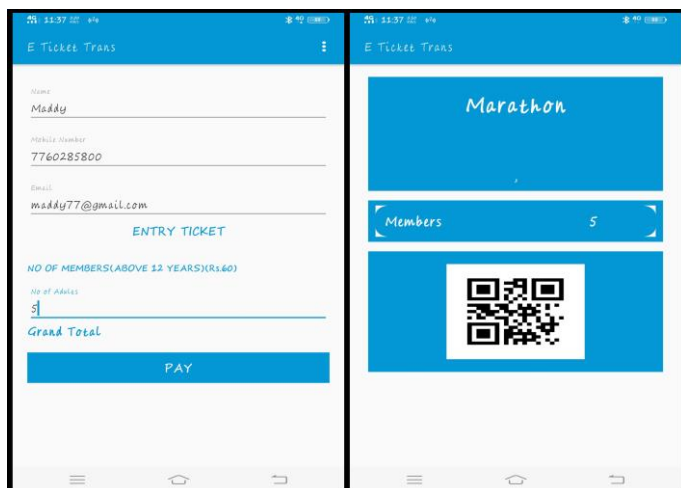 11:37
E Ticket Trans
Name
Maddy
Mobile Number
7760285800
Email
maddy77@gmail.com
ENTRY TICKET
NO OF MEMBERS(ABOVE 12 YEARS)(Rs.60)
No of Adults
5
Grand Total
PAY
11:37
E Ticket Trans
Marathon
Members 5